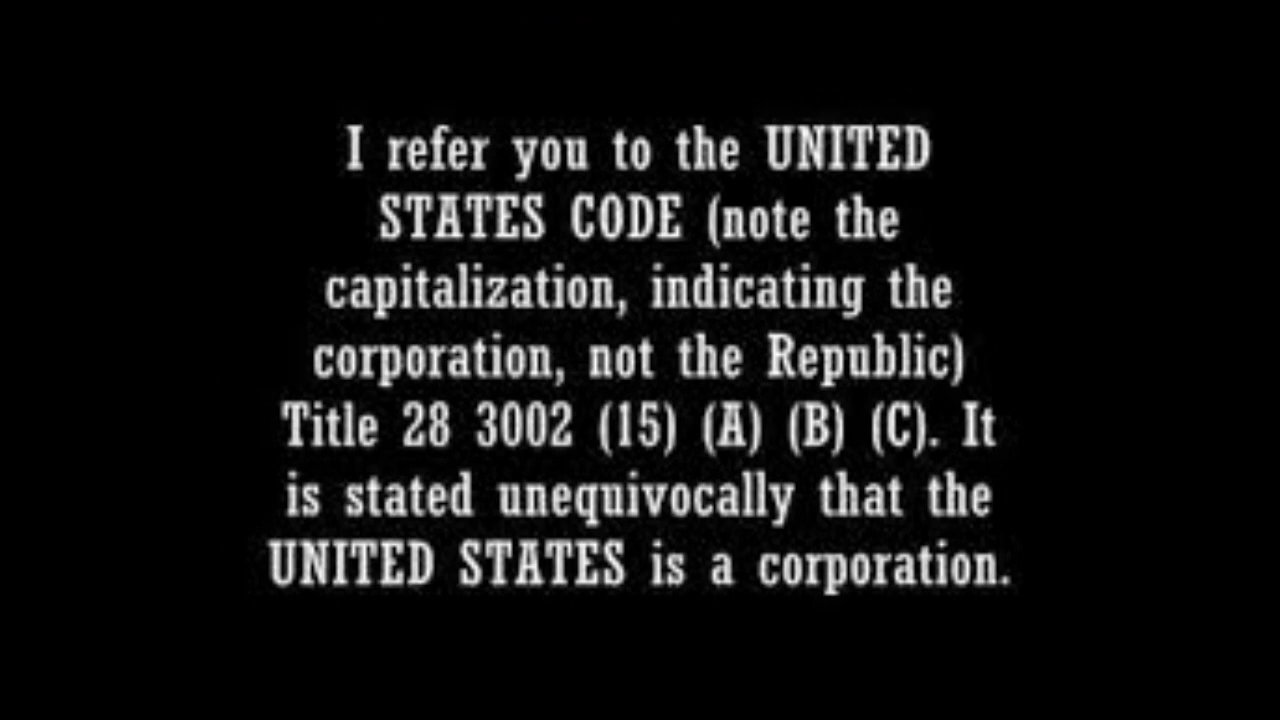 I refer you to the UNITED
STATES CODE (note the
capitalization, indicating the
corporation, not the Republic)
Title 28 3002 (15) (A) (B) (C). It
is stated unequivocally that the
UNITED STATES is a corporation.